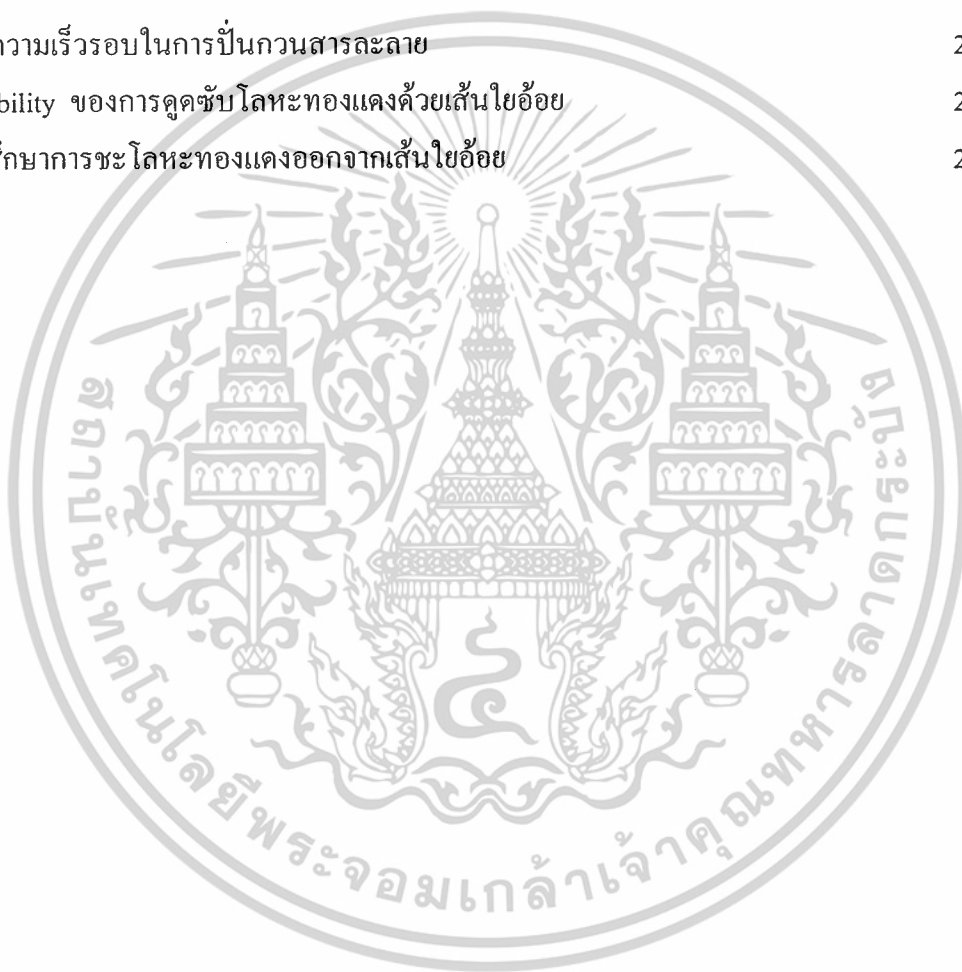 ความเร็วรอบในการปั่นกวนสารละลาย 2
bility ของการดูดซับโลหะทองแดงด้วยเส้นใยอ้อย 2
ศึกษาการชะโลหะทองแดงออกจากเส้นใยอ้อย 2
สถาบันเทคโนโลยีพระจอมเกล้าเจ้าคุณทหารลาดกระบัง
๔